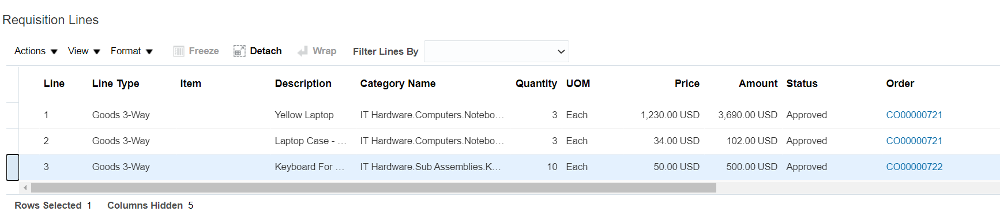 Requisition Lines
Actions View Format Freeze Detach Wrap Filter Lines By
Line Line Type Item Description Category Name Quantity UOM Price Amount Status Order
1 Goods 3-Way Yellow Laptop IT Hardware.Computers.Notebo... 3 Each 1,230.00 USD 3,690.00 USD Approved CO00000721
2 Goods 3-Way Laptop Case - ... IT Hardware.Computers.Notebo... 3 Each 34.00 USD 102.00 USD Approved CO00000721
3 Goods 3-Way Keyboard For ... IT Hardware.Sub Assemblies.K... 10 Each 50.00 USD 500.00 USD Approved CO00000722
Rows Selected 1 Columns Hidden 5